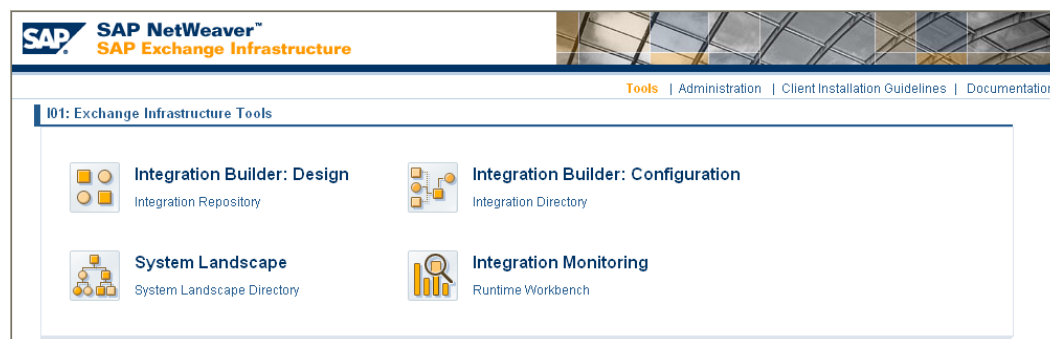 SAP
SAP NetWeaver™
SAP Exchange Infrastructure
Tools | Administration | Client Installation Guidelines | Documentation
I01: Exchange Infrastructure Tools
Integration Builder: Design
Integration Repository
Integration Builder: Configuration
Integration Directory
System Landscape
System Landscape Directory
Integration Monitoring
Runtime Workbench